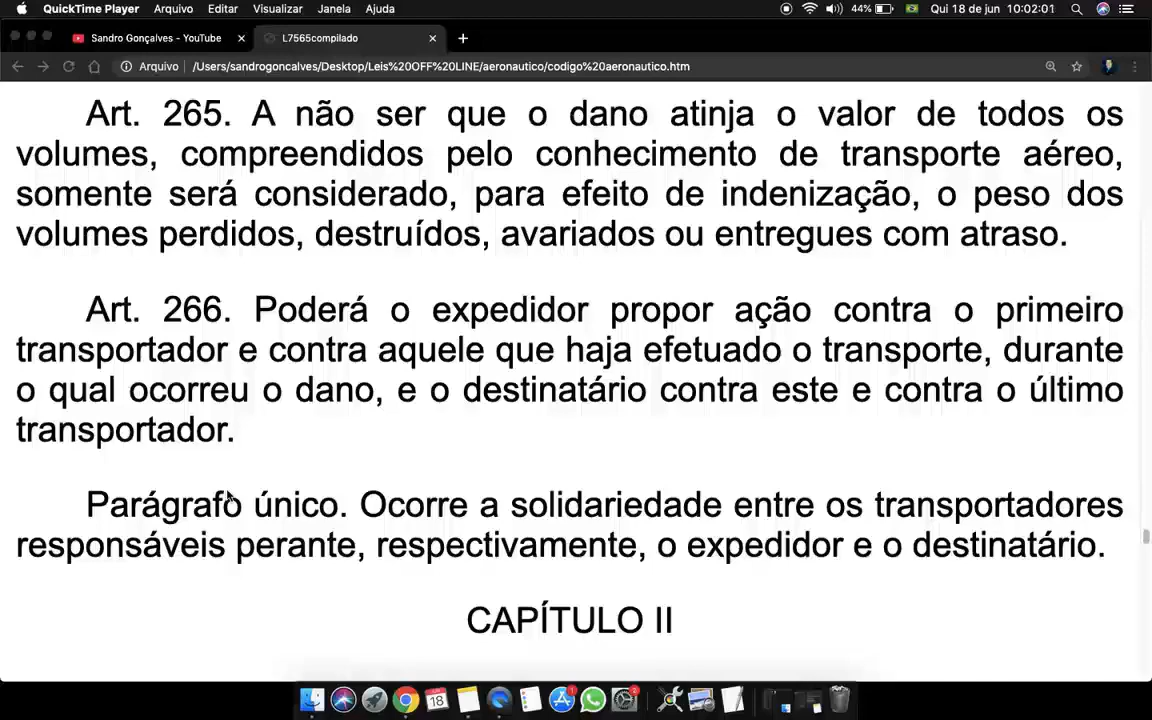 QuickTime Player Arquivo Editar Visualizar Janela Ajuda 44% Qui 18 de jun 10:02:01
Sandro Gonçalves - YouTube L7565compilado
Arquivo /Users/sandrogoncalves/Desktop/Leis%20OFF%20LINE/aeronautico/codigo%20aeronautico.htm
Art. 265. A não ser que o dano atinja o valor de todos os
volumes, compreendidos pelo conhecimento de transporte aéreo,
somente será considerado, para efeito de indenização, o peso dos
volumes perdidos, destruídos, avariados ou entregues com atraso.
Art. 266. Poderá o expedidor propor ação contra o primeiro
transportador e contra aquele que haja efetuado o transporte, durante
o qual ocorreu o dano, e o destinatário contra este e contra o último
transportador.
Parágrafo único. Ocorre a solidariedade entre os transportadores
responsáveis perante, respectivamente, o expedidor e o destinatário.
CAPÍTULO II
18